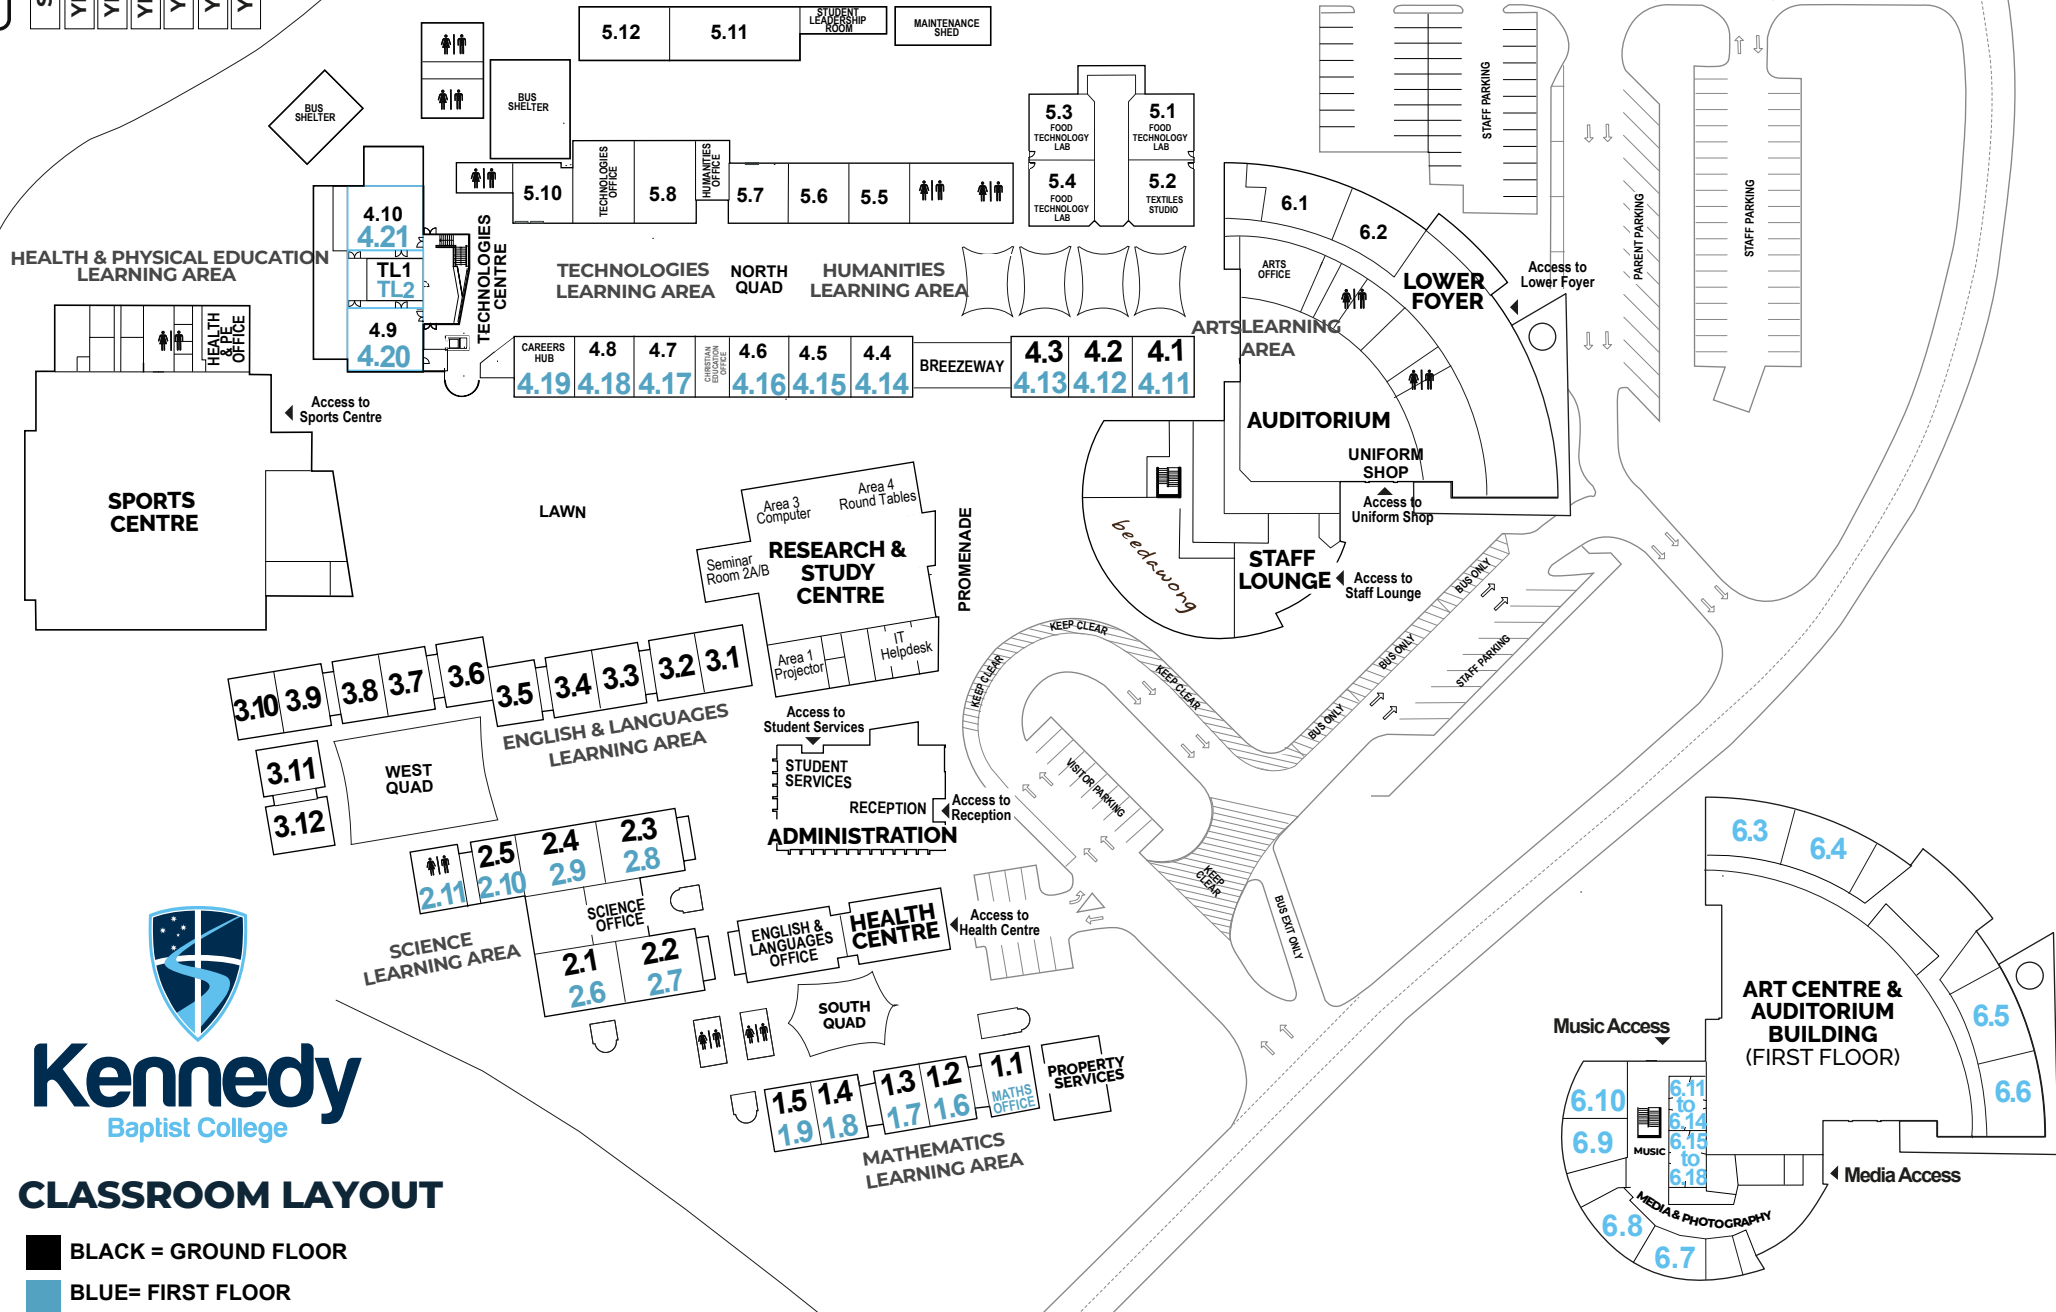 5.12
5.11
STUDENT
LEADERSHIP
ROOM
MAINTENANCE
SHED
BUS
SHELTER
BUS
SHELTER
5.10
TECHNOLOGIES
OFFICE
5.8
HUMANITIES
OFFICE
5.7
5.6
5.5
5.3
FOOD
TECHNOLOGY
LAB
5.1
FOOD
TECHNOLOGY
LAB
5.4
FOOD
TECHNOLOGY
LAB
5.2
TEXTILES
STUDIO
STAFF PARKING
PARENT PARKING
STAFF PARKING
6.1
6.2
ARTS
OFFICE
LOWER
FOYER
Access to
Lower Foyer
4.10
4.21
TL1
TL2
4.9
4.20
TECHNOLOGIES
CENTRE
HEALTH & PHYSICAL EDUCATION
LEARNING AREA
TECHNOLOGIES
LEARNING AREA
NORTH
QUAD
HUMANITIES
LEARNING AREA
ARTS LEARNING
AREA
HEALTH
& PE
OFFICE
CAREERS
HUB
4.19
4.8
4.18
4.7
4.17
CHRISTIAN
EDUCATION
OFFICE
4.6
4.16
4.5
4.15
4.4
4.14
BREEZEWAY
4.3
4.13
4.2
4.12
4.1
4.11
Access to
Sports Centre
SPORTS
CENTRE
LAWN
AUDITORIUM
UNIFORM
SHOP
Access to
Uniform Shop
beedawong
STAFF
LOUNGE
Access to
Staff Lounge
Area 3
Computer
Area 4
Round Tables
Seminar
Room 2A/B
RESEARCH &
STUDY
CENTRE
Area 1
Projector
IT
Helpdesk
PROMENADE
KEEP CLEAR
KEEP CLEAR
KEEP CLEAR
BUS ONLY
BUS ONLY
BUS ONLY
STAFF PARKING
VISITOR PARKING
KEEP
CLEAR
BUS EXIT ONLY
3.10
3.9
3.8
3.7
3.6
3.5
3.4
3.3
3.2
3.1
3.11
3.12
WEST
QUAD
ENGLISH & LANGUAGES
LEARNING AREA
Access to
Student Services
STUDENT
SERVICES
RECEPTION
Access to
Reception
ADMINISTRATION
2.11
2.5
2.10
2.4
2.9
2.3
2.8
SCIENCE
OFFICE
2.1
2.6
2.2
2.7
SCIENCE
LEARNING AREA
ENGLISH &
LANGUAGES
OFFICE
HEALTH
CENTRE
Access to
Health Centre
SOUTH
QUAD
1.5
1.9
1.4
1.8
1.3
1.7
1.2
1.6
1.1
MATHS
OFFICE
PROPERTY
SERVICES
MATHEMATICS
LEARNING AREA
6.3
6.4
6.5
6.6
ART CENTRE &
AUDITORIUM
BUILDING
(FIRST FLOOR)
Music Access
6.10
6.9
MUSIC
6.11
to
6.14
6.15
to
6.18
6.8
6.7
MEDIA & PHOTOGRAPHY
Media Access
Kennedy
Baptist College
CLASSROOM LAYOUT
BLACK = GROUND FLOOR
BLUE= FIRST FLOOR